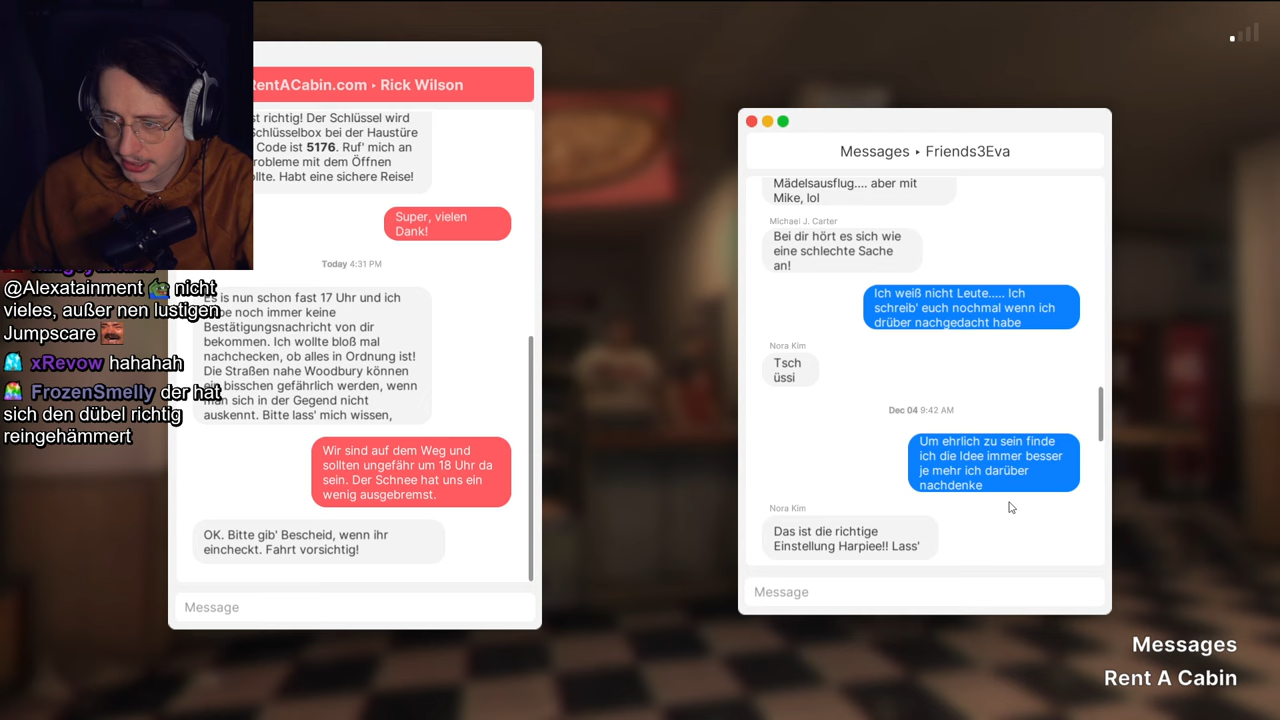 RentACabin.com ▸ Rick Wilson
st richtig! Der Schlüssel wird
Schlüsselbox bei der Haustüre
Code ist 5176. Ruf' mich an
robleme mit dem Öffnen
ollte. Habt eine sichere Reise!
Super, vielen
Dank!
Today 4:31 PM
Es is nun schon fast 17 Uhr und ich
be noch immer keine
Bestätigungsnachricht von dir
bekommen. Ich wollte bloß mal
nachchecken, ob alles in Ordnung ist!
Die Straßen nahe Woodbury können
ein bisschen gefährlich werden, wenn
man sich in der Gegend nicht
auskennt. Bitte lass' mich wissen,
Wir sind auf dem Weg und
sollten ungefähr um 18 Uhr da
sein. Der Schnee hat uns ein
wenig ausgebremst.
OK. Bitte gib' Bescheid, wenn ihr
eincheckt. Fahrt vorsichtig!
Message
@Alexatainment nicht
vieles, außer nen lustigen
Jumpscare
xRevow hahahah
FrozenSmelly der hat
sich den dübel richtig
reingehämmert
Messages ▸ Friends3Eva
Mädelsausflug.... aber mit
Mike, lol
Michael J. Carter
Bei dir hört es sich wie
eine schlechte Sache
an!
Ich weiß nicht Leute..... Ich
schreib' euch nochmal wenn ich
drüber nachgedacht habe
Nora Kim
Tsch
üssi
Dec 04 9:42 AM
Um ehrlich zu sein finde
ich die Idee immer besser
je mehr ich darüber
nachdenke
Nora Kim
Das ist die richtige
Einstellung Harpiee!! Lass'
Message
Messages
Rent A Cabin